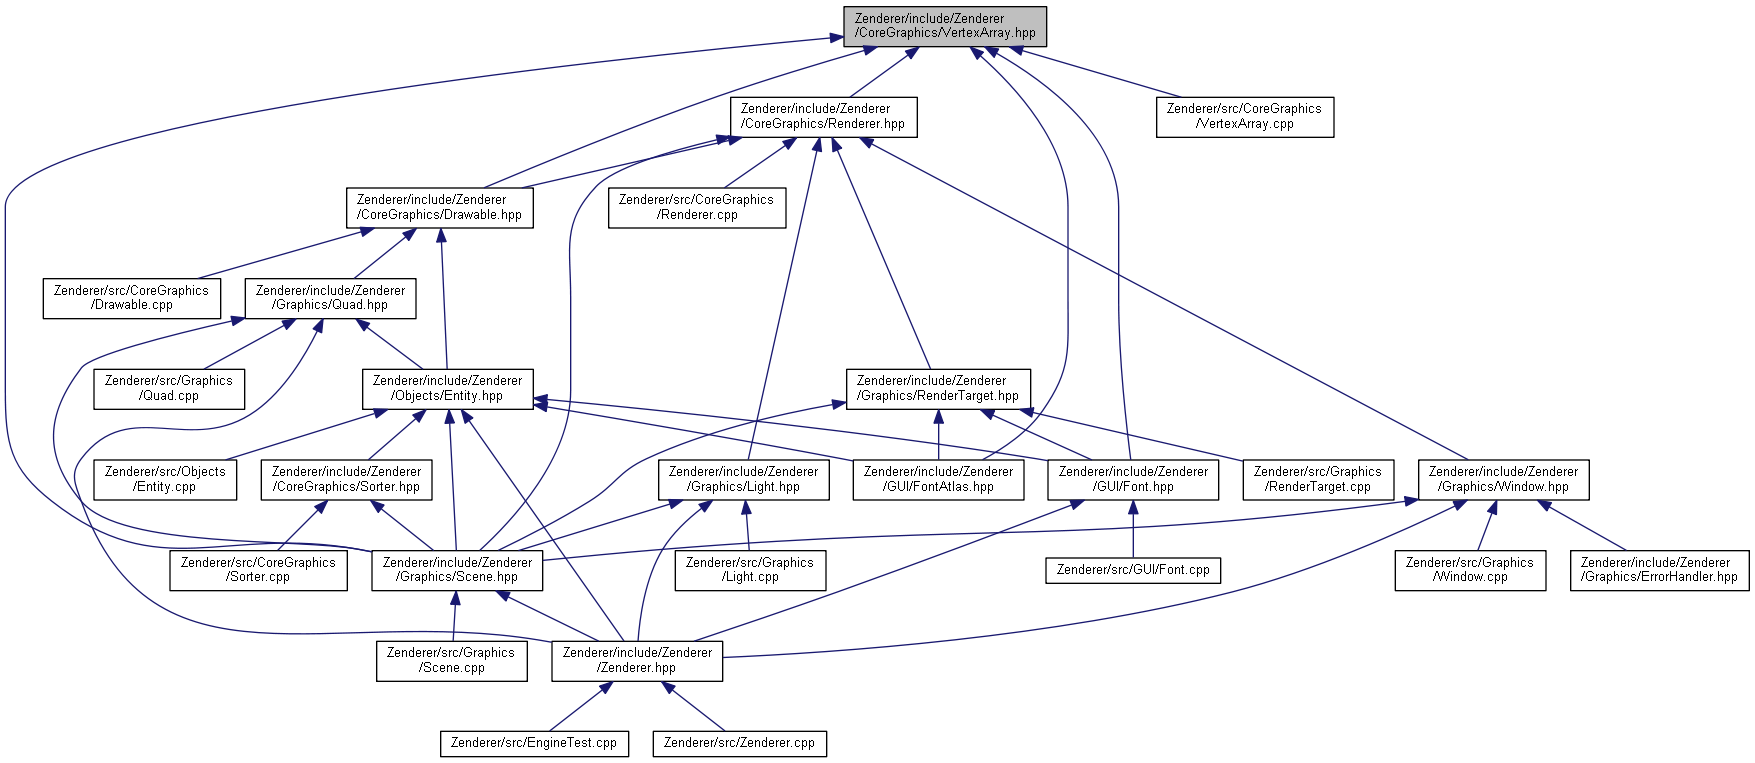 Zenderer/include/Zenderer
/CoreGraphics/VertexArray.hpp
Zenderer/include/Zenderer
/CoreGraphics/Renderer.hpp
Zenderer/src/CoreGraphics
/VertexArray.cpp
Zenderer/include/Zenderer
/CoreGraphics/Drawable.hpp
Zenderer/src/CoreGraphics
/Renderer.cpp
Zenderer/src/CoreGraphics
/Drawable.cpp
Zenderer/include/Zenderer
/Graphics/Quad.hpp
Zenderer/src/Graphics
/Quad.cpp
Zenderer/include/Zenderer
/Objects/Entity.hpp
Zenderer/include/Zenderer
/Graphics/RenderTarget.hpp
Zenderer/src/Objects
/Entity.cpp
Zenderer/include/Zenderer
/CoreGraphics/Sorter.hpp
Zenderer/include/Zenderer
/Graphics/Light.hpp
Zenderer/include/Zenderer
/GUI/FontAtlas.hpp
Zenderer/include/Zenderer
/GUI/Font.hpp
Zenderer/src/Graphics
/RenderTarget.cpp
Zenderer/include/Zenderer
/Graphics/Window.hpp
Zenderer/src/CoreGraphics
/Sorter.cpp
Zenderer/include/Zenderer
/Graphics/Scene.hpp
Zenderer/src/Graphics
/Light.cpp
Zenderer/src/GUI/Font.cpp
Zenderer/src/Graphics
/Window.cpp
Zenderer/include/Zenderer
/Graphics/ErrorHandler.hpp
Zenderer/src/Graphics
/Scene.cpp
Zenderer/include/Zenderer
/Zenderer.hpp
Zenderer/src/EngineTest.cpp
Zenderer/src/Zenderer.cpp